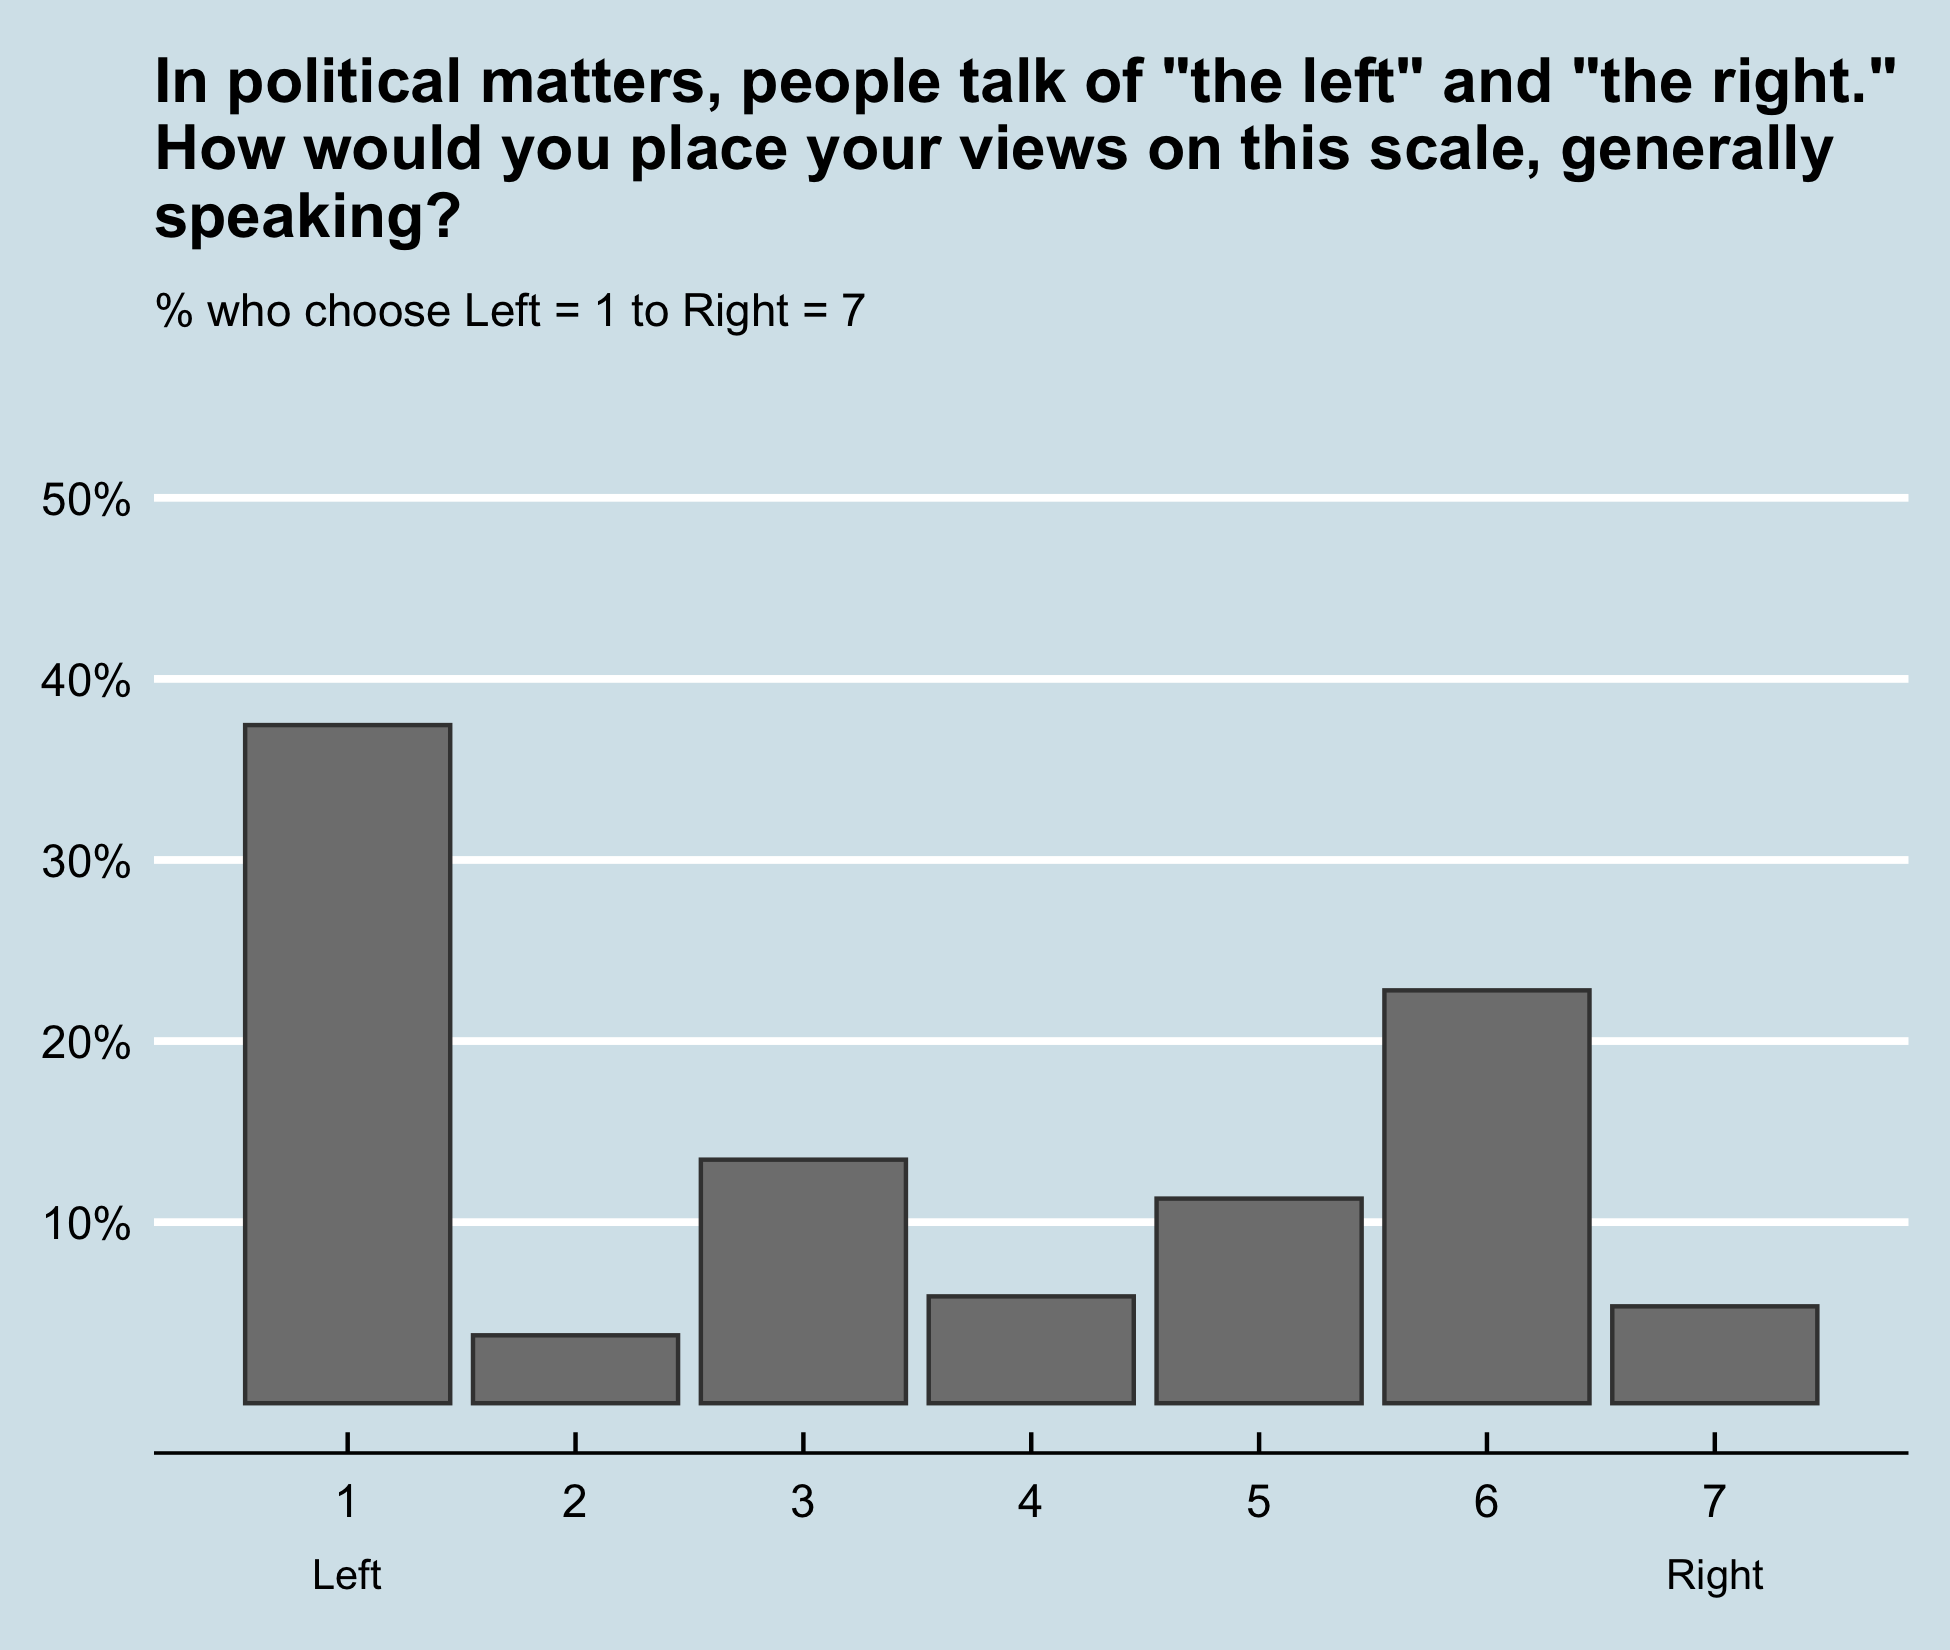 In political matters, people talk of "the left" and "the right."
How would you place your views on this scale, generally
speaking?
% who choose Left = 1 to Right = 7
50%
40%
30%
20%
10%
1 2 3 4 5 6 7
Left Right